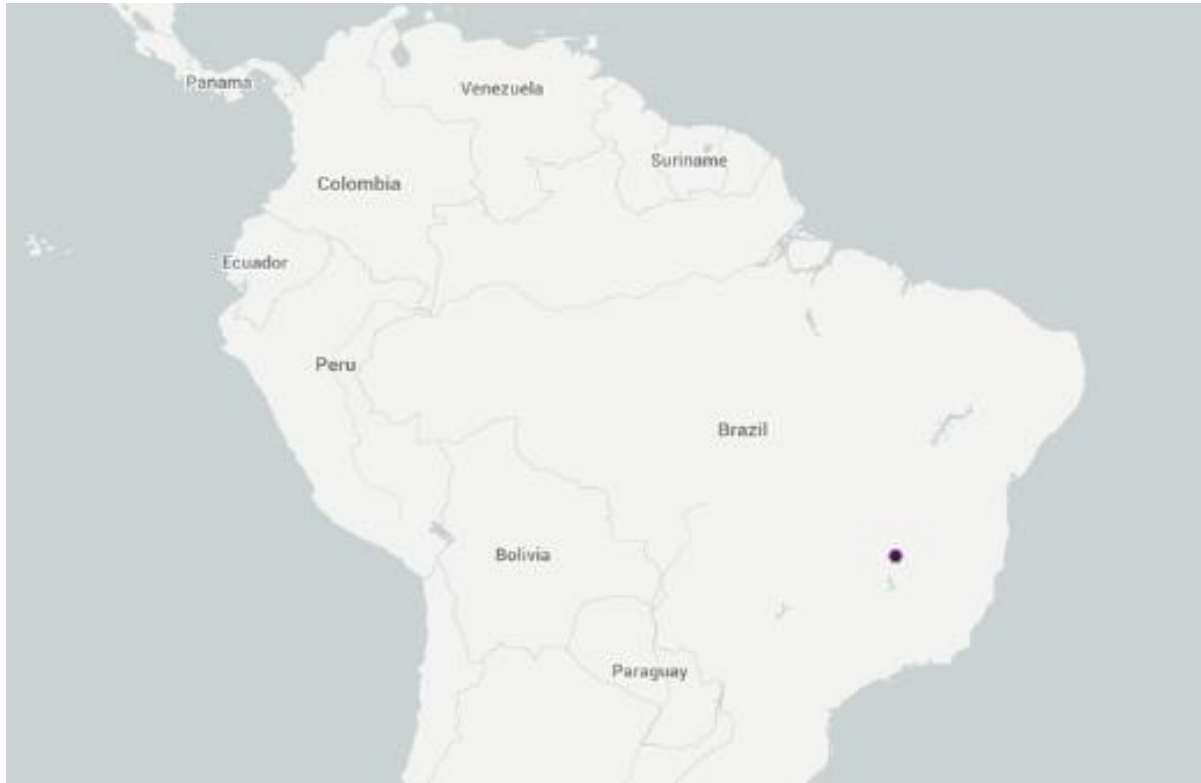 Panama
Venezuela
Suriname
Colombia
Ecuador
Peru
Brazil
Bolivia
Paraguay